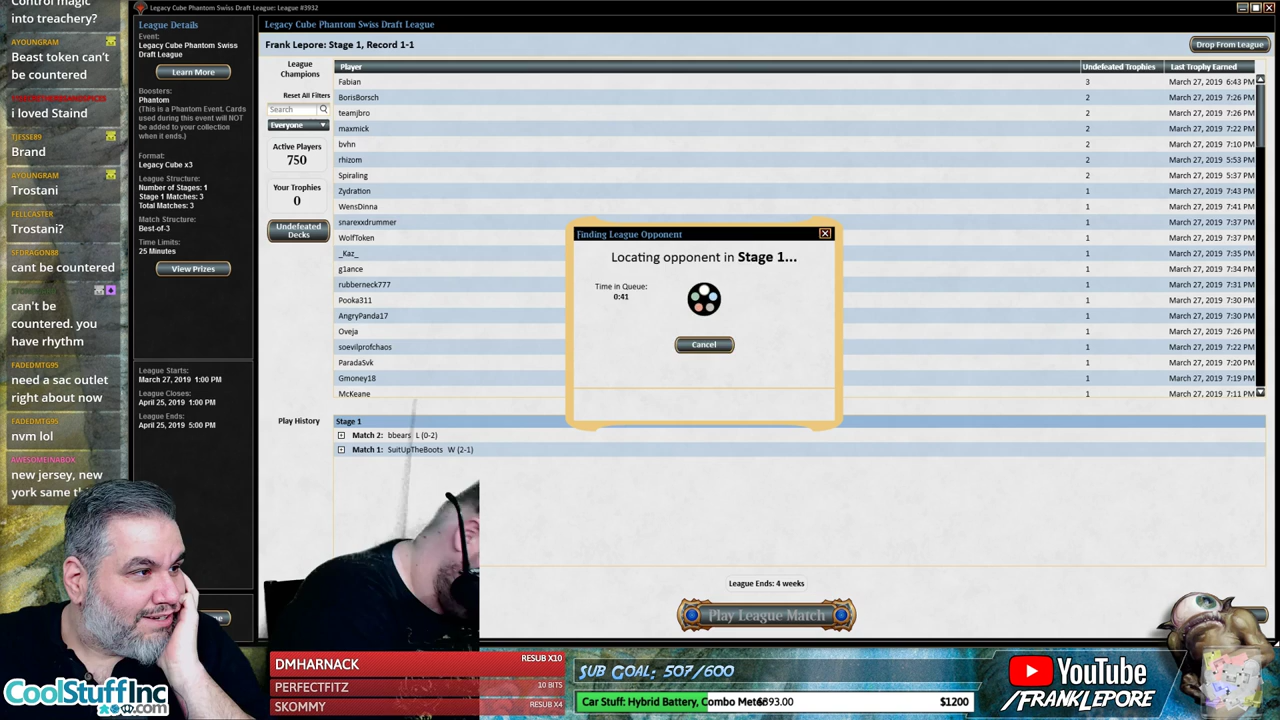 Control magic
into treachery?
AYOUNGRAM
Beast token can't
be countered
i loved Staind
TJESSE89
Brand
AYOUNGRAM
Trostani
FELLCASTER
Trostani?
SFDRAGON88
cant be countered
can't be
countered. you
have rhythm
FADEDMTG95
need a sac outlet
right about now
FADEDMTG95
nvm lol
AWESOMEINABOX
new jersey, new
york same
CoolStuffInc
.com
Legacy Cube Phantom Swiss Draft League: League #3932
League Details
Event:
Legacy Cube Phantom Swiss
Draft League
Learn More
Boosters:
Phantom
(This is a Phantom Event. Cards
used during this event will NOT
be added to your collection
when it ends.)
Format:
Legacy Cube x3
League Structure:
Number of Stages: 1
Stage 1 Matches: 3
Total Matches: 3
Match Structure:
Best-of-3
Time Limits:
25 Minutes
View Prizes
League Starts:
March 27, 2019 1:00 PM
League Closes:
April 25, 2019 1:00 PM
League Ends:
April 25, 2019 5:00 PM
Legacy Cube Phantom Swiss Draft League
Frank Lepore: Stage 1, Record 1-1
Drop From League
League
Champions
Reset All Filters
Search
Everyone
Active Players
750
Your Trophies
0
Undefeated
Decks
Player Undefeated Trophies Last Trophy Earned
Fabian 3 March 27, 2019 6:43 PM
BorisBorsch 2 March 27, 2019 7:26 PM
teamjbro 2 March 27, 2019 7:26 PM
maxmick 2 March 27, 2019 7:22 PM
bvhn 2 March 27, 2019 7:10 PM
rhizom 2 March 27, 2019 5:53 PM
Spiraling 2 March 27, 2019 5:37 PM
Zydration 1 March 27, 2019 7:43 PM
WensDinna 1 March 27, 2019 7:41 PM
snarexxdrummer 1 March 27, 2019 7:37 PM
WolfToken 1 March 27, 2019 7:37 PM
_Kaz_ 1 March 27, 2019 7:35 PM
g1ance 1 March 27, 2019 7:34 PM
rubberneck777 1 March 27, 2019 7:31 PM
Pooka311 1 March 27, 2019 7:30 PM
AngryPanda17 1 March 27, 2019 7:30 PM
Oveja 1 March 27, 2019 7:26 PM
soevilprofchaos 1 March 27, 2019 7:22 PM
ParadaSvk 1 March 27, 2019 7:20 PM
Gmoney18 1 March 27, 2019 7:19 PM
McKeane 1 March 27, 2019 7:11 PM
Finding League Opponent
Locating opponent in Stage 1...
Time in Queue:
0:41
Cancel
Play History
Stage 1
Match 2: bbears L (0-2)
Match 1: SuitUpTheBoots W (2-1)
League Ends: 4 weeks
Play League Match
DMHARNACK RESUB X10
PERFECTFITZ 10 BITS
SKOMMY RESUB X4
SUB GOAL: 507/600
Car Stuff: Hybrid Battery, Combo Mete $393.00 $1200
YouTube
/FRANKLEPORE